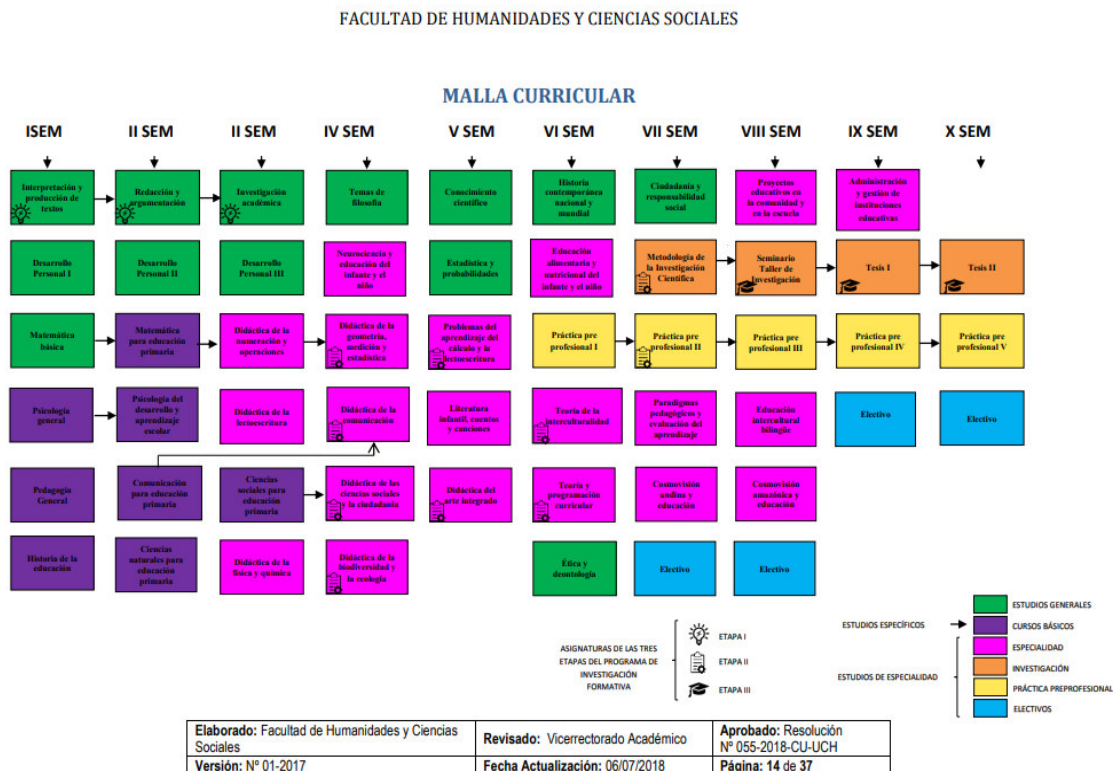 FACULTAD DE HUMANIDADES Y CIENCIAS SOCIALES
MALLA CURRICULAR
ISEM
II SEM
II SEM
IV SEM
V SEM
VI SEM
VII SEM
VIII SEM
IX SEM
X SEM
Interpretación y
producción de
textos
Redacción y
argumentación
Investigación
académica
Temas de
filosofía
Conocimiento
científico
Historia
contemporánea
nacional y
mundial
Ciudadanía y
responsabilidad
social
Proyectos
educativos en
la comunidad y
en la escuela
Administración
y gestión de
instituciones
educativas
Desarrollo
Personal I
Desarrollo
Personal II
Desarrollo
Personal III
Neurociencia y
educación del
infante y el
niño
Estadística y
probabilidades
Educación
alimentaria y
nutricional del
infante y el niño
Metodología de
la Investigación
Científica
Seminario
Taller de
Investigación
Tesis I
Tesis II
Matemática
básica
Matemática
para educación
primaria
Didáctica de la
numeración y
operaciones
Didáctica de la
geometría,
medición y
estadística
Problemas del
aprendizaje del
cálculo y la
lectoescritura
Práctica pre
profesional I
Práctica pre
profesional II
Práctica pre
profesional III
Práctica pre
profesional IV
Práctica pre
profesional V
Psicología
general
Psicología del
desarrollo y
aprendizaje
escolar
Didáctica de la
lectoescritura
Didáctica de la
comunicación
Literatura
infantil, cuentos
y canciones
Teoría de la
interculturalidad
Paradigmas
pedagógicos y
evaluación del
aprendizaje
Educación
intercultural
bilingüe
Electivo
Electivo
Pedagogía
General
Comunicación
para educación
primaria
Ciencias
sociales para
educación
primaria
Didáctica de las
ciencias sociales
y la ciudadanía
Didáctica del
arte integrado
Teoría y
programación
curricular
Cosmovisión
andina y
educación
Cosmovisión
amazónica y
educación
Historia de la
educación
Ciencias
naturales para
educación
primaria
Didáctica de la
física y química
Didáctica de la
biodiversidad y
la ecología
Ética y
deontología
Electivo
Electivo
ASIGNATURAS DE LAS TRES
ETAPAS DEL PROGRAMA DE
INVESTIGACIÓN
FORMATIVA
ETAPA I
ETAPA II
ETAPA III
ESTUDIOS ESPECÍFICOS
ESTUDIOS DE ESPECIALIDAD
ESTUDIOS GENERALES
CURSOS BÁSICOS
ESPECIALIDAD
INVESTIGACIÓN
PRÁCTICA PREPROFESIONAL
ELECTIVOS
Elaborado: Facultad de Humanidades y Ciencias
Sociales
Revisado: Vicerrectorado Académico
Aprobado: Resolución
N° 055-2018-CU-UCH
Versión: N° 01-2017
Fecha Actualización: 06/07/2018
Página: 14 de 37